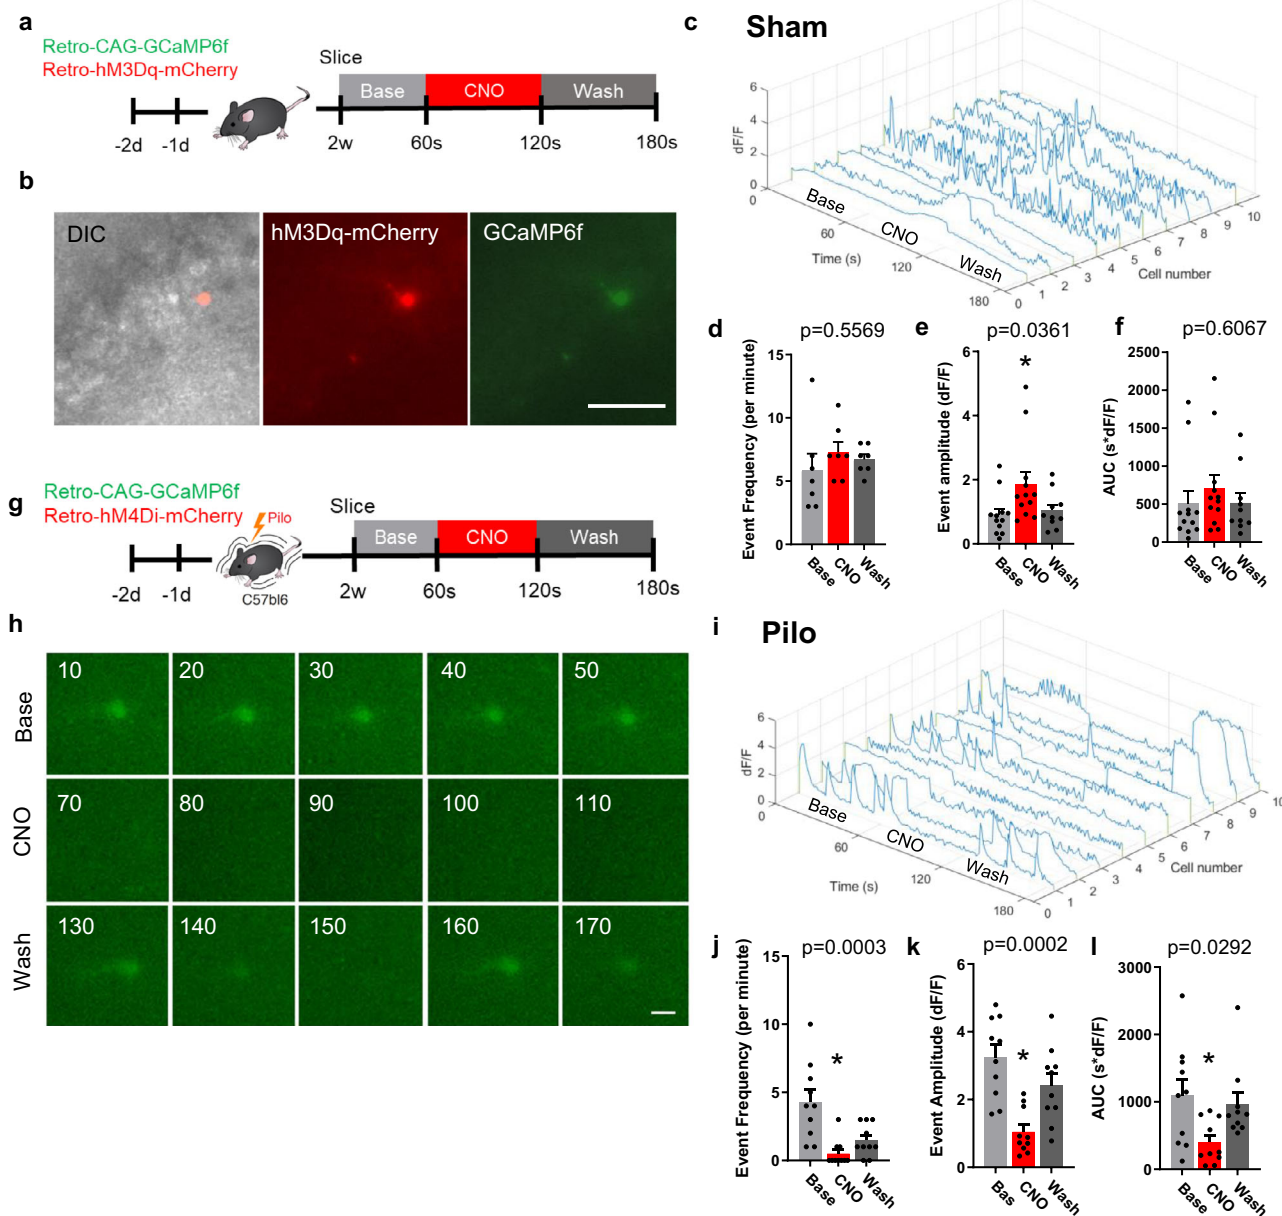 a
Retro-CAG-GCaMP6f
Retro-hM3Dq-mCherry
Slice
Base CNO Wash
-2d -1d 2w 60s 120s 180s
b
DIC hM3Dq-mCherry GCaMP6f
c Sham
dF/F
6
4
2
0
0 60 120 180
Time (s)
Base CNO Wash
0 1 2 3 4 5 6 7 8 9 10
Cell number
d p=0.5569
Event Frequency (per minute)
15
10
5
0
Base CNO Wash
e p=0.0361
*
Event amplitude (dF/F)
6
4
2
0
Base CNO Wash
f p=0.6067
AUC (s*dF/F)
2500
2000
1500
1000
500
0
Base CNO Wash
g
Retro-CAG-GCaMP6f
Retro-hM4Di-mCherry
Pilo
C57bl6
Slice
Base CNO Wash
-2d -1d 2w 60s 120s 180s
h
Base 10 20 30 40 50
CNO 70 80 90 100 110
Wash 130 140 150 160 170
i Pilo
dF/F
6
4
2
0
0 60 120 180
Time (s)
Base CNO Wash
0 1 2 3 4 5 6 7 8 9 10
Cell number
j p=0.0003
*
Event Frequency (per minute)
15
10
5
0
Base CNO Wash
k p=0.0002
*
Event Amplitude (dF/F)
6
4
2
0
Bas CNO Wash
l p=0.0292
*
AUC (s*dF/F)
3000
2000
1000
0
Base CNO Wash